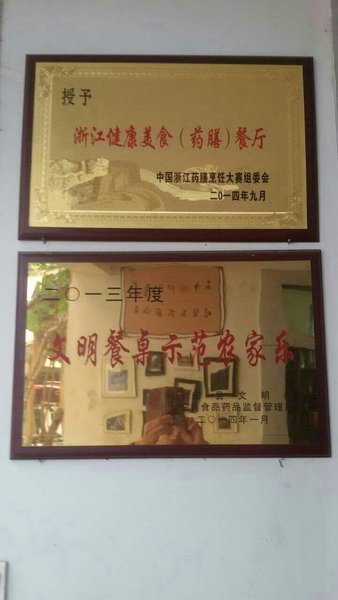 授予
浙江健康美食（药膳）餐厅
中国浙江药膳烹饪大赛组委会
二〇一四年九月
二〇一三年度
文明餐桌示范农家乐
县文明
食品药品监督管理
二〇一四年一月